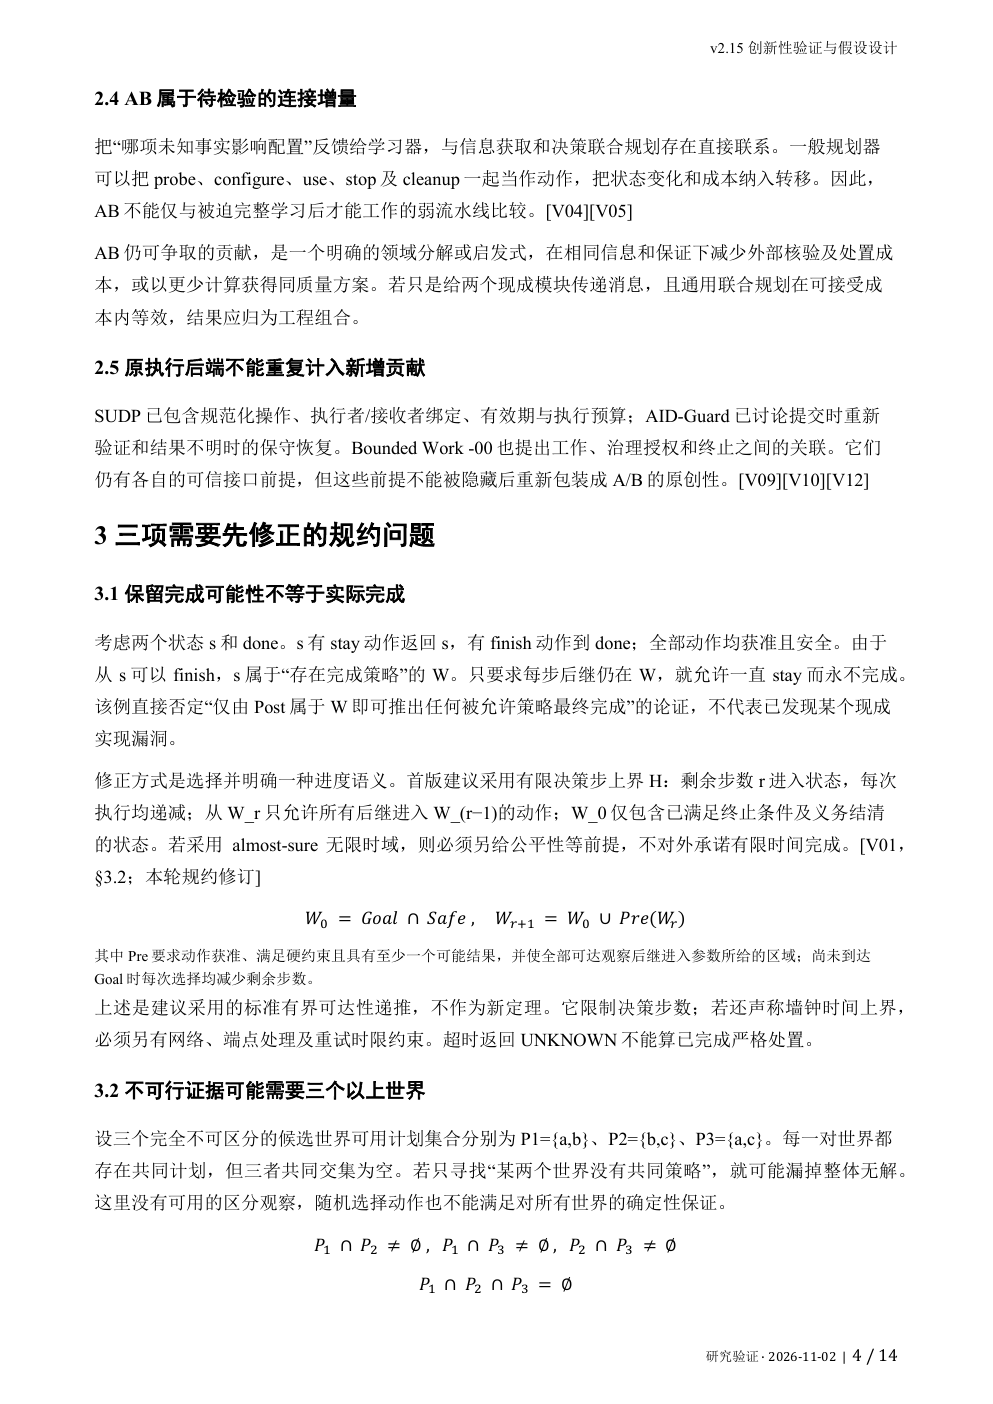 v2.15 创新性验证与假设设计
2.4 AB 属于待检验的连接增量
把“哪项未知事实影响配置”反馈给学习器，与信息获取和决策联合规划存在直接联系。一般规划器
可以把 probe、configure、use、stop 及 cleanup 一起当作动作，把状态变化和成本纳入转移。因此，
AB 不能仅与被迫完整学习后才能工作的弱流水线比较。[V04][V05]
AB 仍可争取的贡献，是一个明确的领域分解或启发式，在相同信息和保证下减少外部核验及处置成
本，或以更少计算获得同质量方案。若只是给两个现成模块传递消息，且通用联合规划在可接受成
本内等效，结果应归为工程组合。
2.5 原执行后端不能重复计入新增贡献
SUDP 已包含规范化操作、执行者/接收者绑定、有效期与执行预算；AID-Guard 已讨论提交时重新
验证和结果不明时的保守恢复。Bounded Work -00 也提出工作、治理授权和终止之间的关联。它们
仍有各自的可信接口前提，但这些前提不能被隐藏后重新包装成 A/B 的原创性。[V09][V10][V12]
3 三项需要先修正的规约问题
3.1 保留完成可能性不等于实际完成
考虑两个状态 s 和 done。s 有 stay 动作返回 s，有 finish 动作到 done；全部动作均获准且安全。由于
从 s 可以 finish，s 属于“存在完成策略”的 W。只要求每步后继仍在 W，就允许一直 stay 而永不完成。
该例直接否定“仅由 Post 属于 W 即可推出任何被允许策略最终完成”的论证，不代表已发现某个现成
实现漏洞。
修正方式是选择并明确一种进度语义。首版建议采用有限决策步上界 H：剩余步数 r 进入状态，每次
执行均递减；从 W_r 只允许所有后继进入 W_(r−1)的动作；W_0 仅包含已满足终止条件及义务结清
的状态。若采用 almost-sure 无限时域，则必须另给公平性等前提，不对外承诺有限时间完成。[V01，
§3.2；本轮规约修订]
W₀ = Goal ∩ Safe ,  Wᵣ₊₁ = W₀ ∪ Pre(Wᵣ)
其中 Pre 要求动作获准、满足硬约束且具有至少一个可能结果，并使全部可达观察后继进入参数所给的区域；尚未到达
Goal 时每次选择均减少剩余步数。
上述是建议采用的标准有界可达性递推，不作为新定理。它限制决策步数；若还声称墙钟时间上界，
必须另有网络、端点处理及重试时限约束。超时返回 UNKNOWN 不能算已完成严格处置。
3.2 不可行证据可能需要三个以上世界
设三个完全不可区分的候选世界可用计划集合分别为 P1={a,b}、P2={b,c}、P3={a,c}。每一对世界都
存在共同计划，但三者共同交集为空。若只寻找“某两个世界没有共同策略”，就可能漏掉整体无解。
这里没有可用的区分观察，随机选择动作也不能满足对所有世界的确定性保证。
P₁ ∩ P₂ ≠ ∅ , P₁ ∩ P₃ ≠ ∅ , P₂ ∩ P₃ ≠ ∅
P₁ ∩ P₂ ∩ P₃ = ∅
研究验证 · 2026-11-02 | 4 / 14